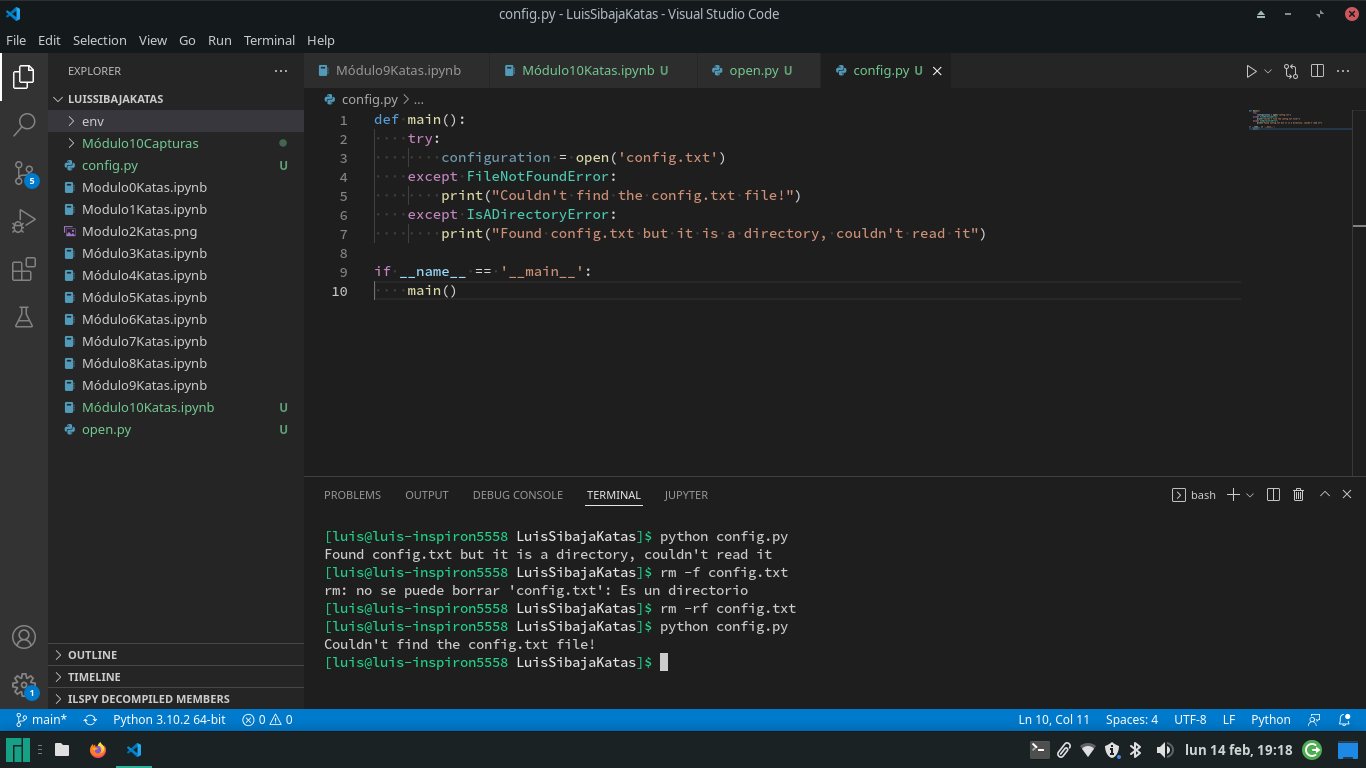 config.py - LuisSibajaKatas - Visual Studio Code
File Edit Selection View Go Run Terminal Help
EXPLORER
LUISSIBAJAKATAS
env
Módulo10Capturas
config.py U
Modulo0Katas.ipynb
Modulo1Katas.ipynb
Modulo2Katas.png
Módulo3Katas.ipynb
Módulo4Katas.ipynb
Módulo5Katas.ipynb
Módulo6Katas.ipynb
Módulo7Katas.ipynb
Módulo8Katas.ipynb
Módulo9Katas.ipynb
Módulo10Katas.ipynb U
open.py U
OUTLINE
TIMELINE
ILSPY DECOMPILED MEMBERS
5
1
Módulo9Katas.ipynb Módulo10Katas.ipynb U open.py U config.py U
config.py > ...
1 def main():
2 try:
3 configuration = open('config.txt')
4 except FileNotFoundError:
5 print("Couldn't find the config.txt file!")
6 except IsADirectoryError:
7 print("Found config.txt but it is a directory, couldn't read it")
8
9 if __name__ == '__main__':
10 main()
PROBLEMS OUTPUT DEBUG CONSOLE TERMINAL JUPYTER bash
[luis@luis-inspiron5558 LuisSibajaKatas]$ python config.py
Found config.txt but it is a directory, couldn't read it
[luis@luis-inspiron5558 LuisSibajaKatas]$ rm -f config.txt
rm: no se puede borrar 'config.txt': Es un directorio
[luis@luis-inspiron5558 LuisSibajaKatas]$ rm -rf config.txt
[luis@luis-inspiron5558 LuisSibajaKatas]$ python config.py
Couldn't find the config.txt file!
[luis@luis-inspiron5558 LuisSibajaKatas]$
main* Python 3.10.2 64-bit 0 0 Ln 10, Col 11 Spaces: 4 UTF-8 LF Python
lun 14 feb, 19:18